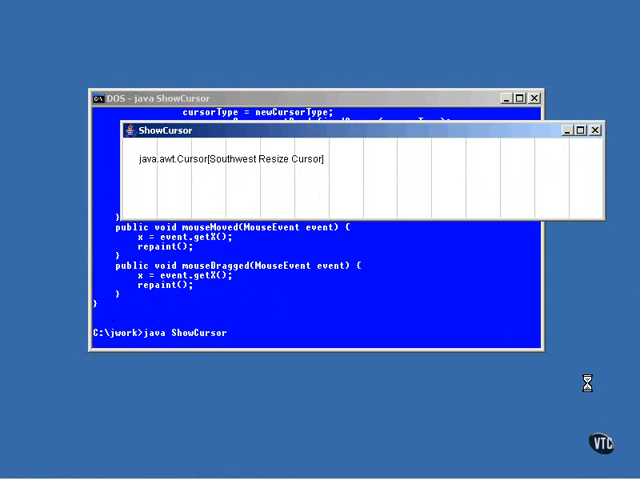 DOS - java ShowCursor
cursorType = newCursorType;
ShowCursor
java.awt.Cursor[Southwest Resize Cursor]
}
public void mouseMoved(MouseEvent event) {
x = event.getX();
repaint();
}
public void mouseDragged(MouseEvent event) {
x = event.getX();
repaint();
}
}
C:\jwork>java ShowCursor
VTC